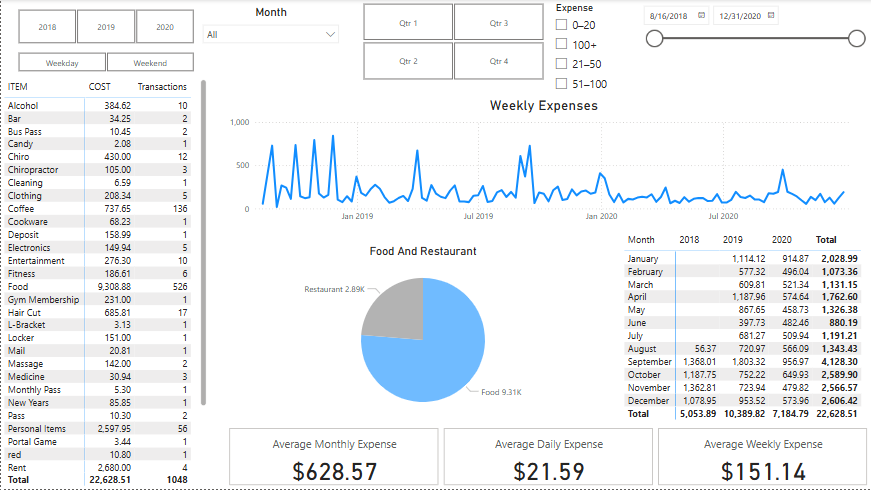 2018 2019 2020
Weekday Weekend
Month
All
Qtr 1 Qtr 3
Qtr 2 Qtr 4
Expense
0–20
100+
21–50
51–100
8/16/2018 12/31/2020
ITEM COST Transactions
Alcohol 384.62 10
Bar 34.25 2
Bus Pass 10.45 2
Candy 2.08 1
Chiro 430.00 12
Chiropractor 105.00 3
Cleaning 6.59 1
Clothing 208.34 5
Coffee 737.65 136
Cookware 68.23 1
Deposit 158.99 1
Electronics 149.94 5
Entertainment 276.30 10
Fitness 186.61 6
Food 9,308.88 526
Gym Membership 231.00 1
Hair Cut 685.81 17
L-Bracket 3.13 1
Locker 151.00 1
Mail 20.81 1
Massage 142.00 2
Medicine 30.94 3
Monthly Pass 5.30 1
New Years 85.85 1
Pass 10.30 2
Personal Items 2,597.95 56
Portal Game 3.44 1
red 10.80 1
Rent 2,680.00 4
Total 22,628.51 1048
Weekly Expenses
1,000
500
0
Jan 2019 Jul 2019 Jan 2020 Jul 2020
Food And Restaurant
Restaurant 2.89K
Food 9.31K
Month 2018 2019 2020 Total
January 1,114.12 914.87 2,028.99
February 577.32 496.04 1,073.36
March 609.81 521.34 1,131.15
April 1,187.96 574.64 1,762.60
May 867.65 458.73 1,326.38
June 397.73 482.46 880.19
July 681.27 509.94 1,191.21
August 56.37 720.97 566.09 1,343.43
September 1,368.01 1,803.32 956.97 4,128.30
October 1,187.75 752.22 649.93 2,589.90
November 1,362.81 723.94 479.82 2,566.57
December 1,078.95 953.52 573.96 2,606.42
Total 5,053.89 10,389.82 7,184.79 22,628.51
Average Monthly Expense
$628.57
Average Daily Expense
$21.59
Average Weekly Expense
$151.14